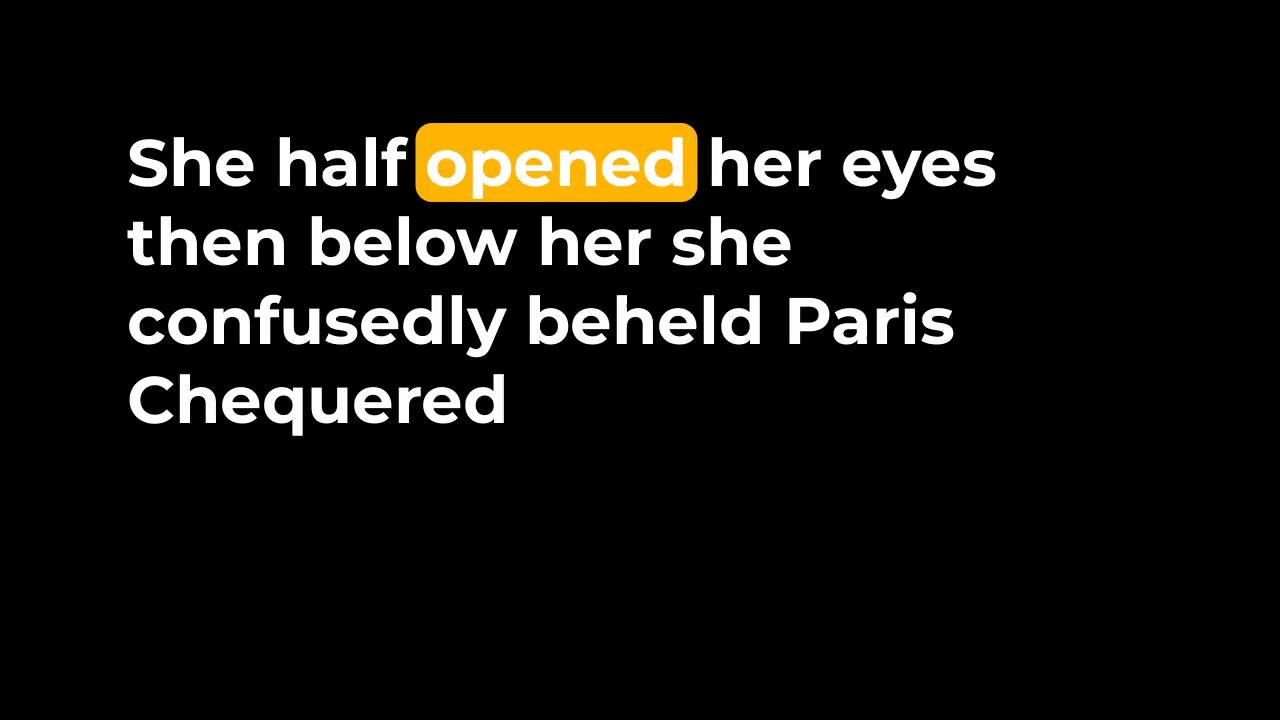 She half opened her eyes
then below her she
confusedly beheld Paris
Chequered